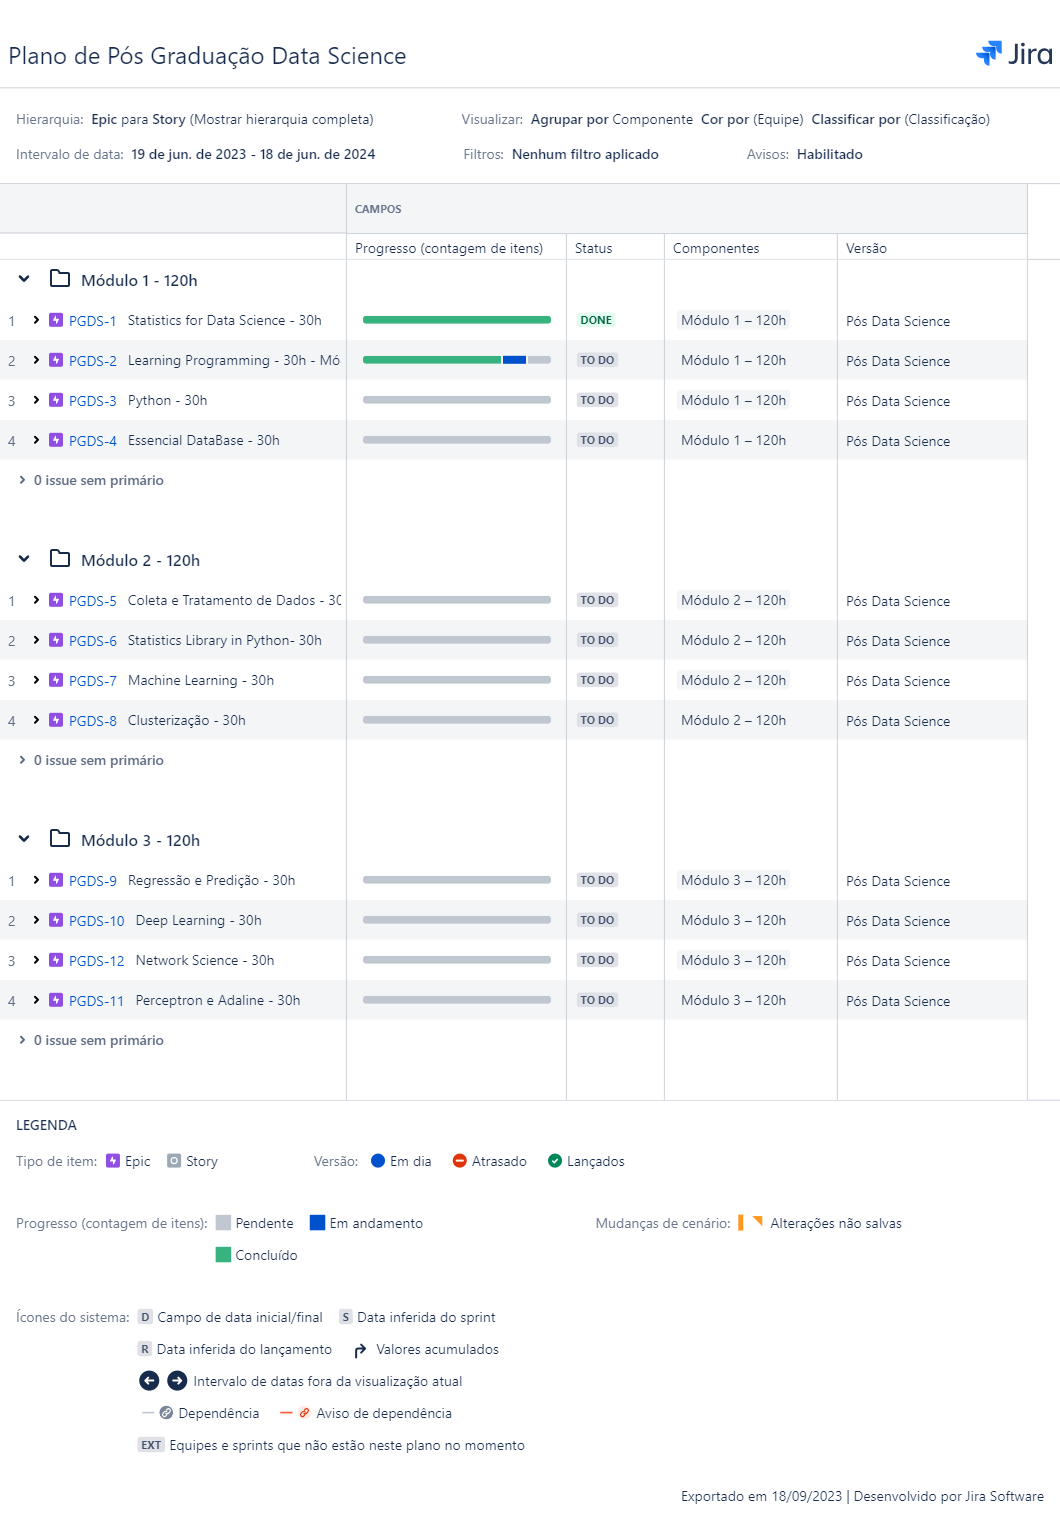 Plano de Pós Graduação Data Science
Jira
Hierarquia: Epic para Story (Mostrar hierarquia completa) Visualizar: Agrupar por Componente Cor por (Equipe) Classificar por (Classificação)
Intervalo de data: 19 de jun. de 2023 - 18 de jun. de 2024 Filtros: Nenhum filtro aplicado Avisos: Habilitado
CAMPOS
Progresso (contagem de itens) Status Componentes Versão
Módulo 1 - 120h
1 PGDS-1 Statistics for Data Science - 30h DONE Módulo 1 – 120h Pós Data Science
2 PGDS-2 Learning Programming - 30h - Mó TO DO Módulo 1 – 120h Pós Data Science
3 PGDS-3 Python - 30h TO DO Módulo 1 – 120h Pós Data Science
4 PGDS-4 Essencial DataBase - 30h TO DO Módulo 1 – 120h Pós Data Science
0 issue sem primário
Módulo 2 - 120h
1 PGDS-5 Coleta e Tratamento de Dados - 30 TO DO Módulo 2 – 120h Pós Data Science
2 PGDS-6 Statistics Library in Python- 30h TO DO Módulo 2 – 120h Pós Data Science
3 PGDS-7 Machine Learning - 30h TO DO Módulo 2 – 120h Pós Data Science
4 PGDS-8 Clusterização - 30h TO DO Módulo 2 – 120h Pós Data Science
0 issue sem primário
Módulo 3 - 120h
1 PGDS-9 Regressão e Predição - 30h TO DO Módulo 3 – 120h Pós Data Science
2 PGDS-10 Deep Learning - 30h TO DO Módulo 3 – 120h Pós Data Science
3 PGDS-12 Network Science - 30h TO DO Módulo 3 – 120h Pós Data Science
4 PGDS-11 Perceptron e Adaline - 30h TO DO Módulo 3 – 120h Pós Data Science
0 issue sem primário
LEGENDA
Tipo de item: Epic Story Versão: Em dia Atrasado Lançados
Progresso (contagem de itens): Pendente Em andamento Mudanças de cenário: Alterações não salvas
Concluído
Ícones do sistema: D Campo de data inicial/final S Data inferida do sprint
R Data inferida do lançamento Valores acumulados
Intervalo de datas fora da visualização atual
Dependência Aviso de dependência
EXT Equipes e sprints que não estão neste plano no momento
Exportado em 18/09/2023 | Desenvolvido por Jira Software